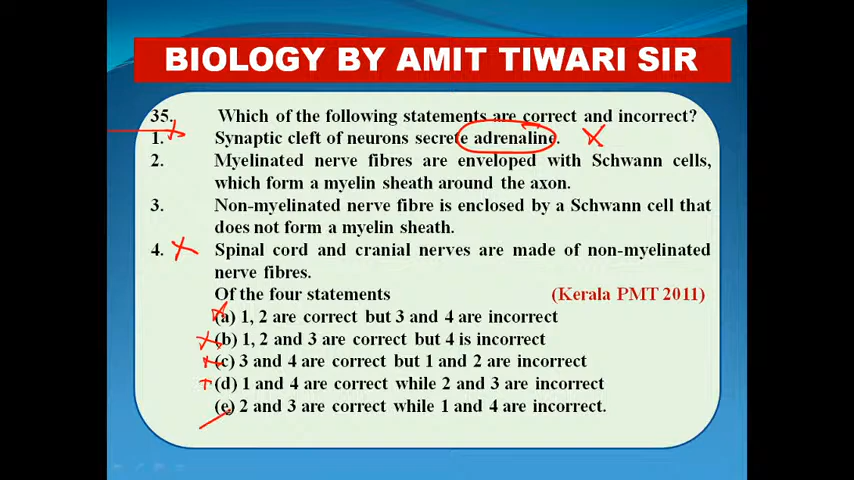 BIOLOGY BY AMIT TIWARI SIR
35. Which of the following statements are correct and incorrect?
1. Synaptic cleft of neurons secrete adrenaline.
2. Myelinated nerve fibres are enveloped with Schwann cells,
which form a myelin sheath around the axon.
3. Non-myelinated nerve fibre is enclosed by a Schwann cell that
does not form a myelin sheath.
4. Spinal cord and cranial nerves are made of non-myelinated
nerve fibres.
Of the four statements (Kerala PMT 2011)
(a) 1, 2 are correct but 3 and 4 are incorrect
(b) 1, 2 and 3 are correct but 4 is incorrect
(c) 3 and 4 are correct but 1 and 2 are incorrect
(d) 1 and 4 are correct while 2 and 3 are incorrect
(e) 2 and 3 are correct while 1 and 4 are incorrect.